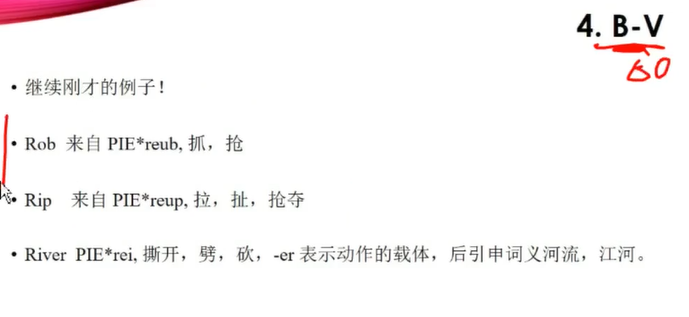 4. B-V
继续刚才的例子！
Rob 来自 PIE*reub, 抓，抢
Rip 来自 PIE*reup, 拉，扯，抢夺
River PIE*rei, 撕开，劈，砍，-er 表示动作的载体，后引申词义河流，江河。